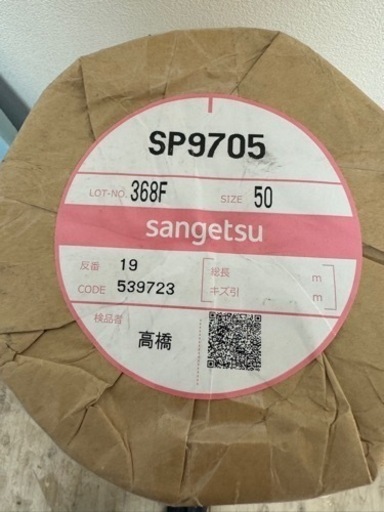 SP9705
LOT-NO. 368F SIZE 50
sangetsu
反番 19 総長 m
CODE 539723 キズ引 m
検品者
高橋